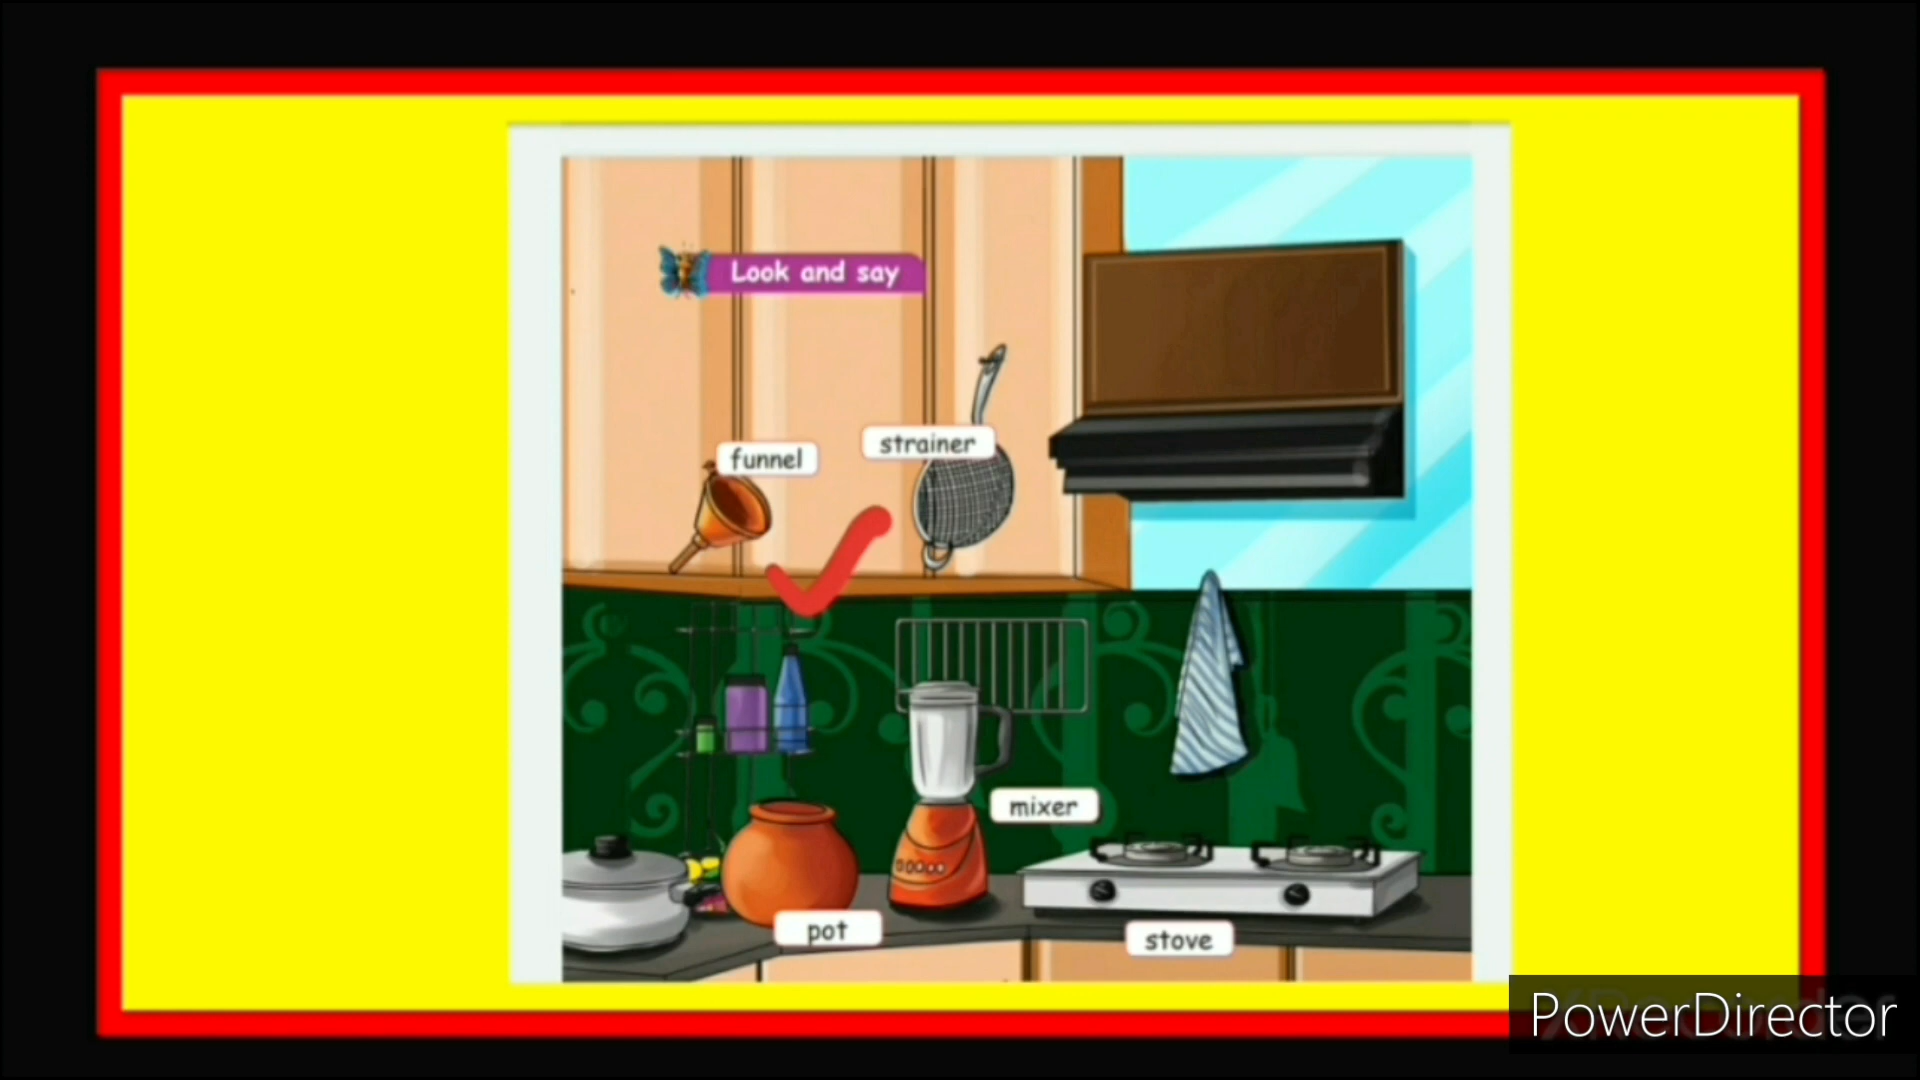 Look and say
strainer
funnel
mixer
pot
stove
PowerDirector